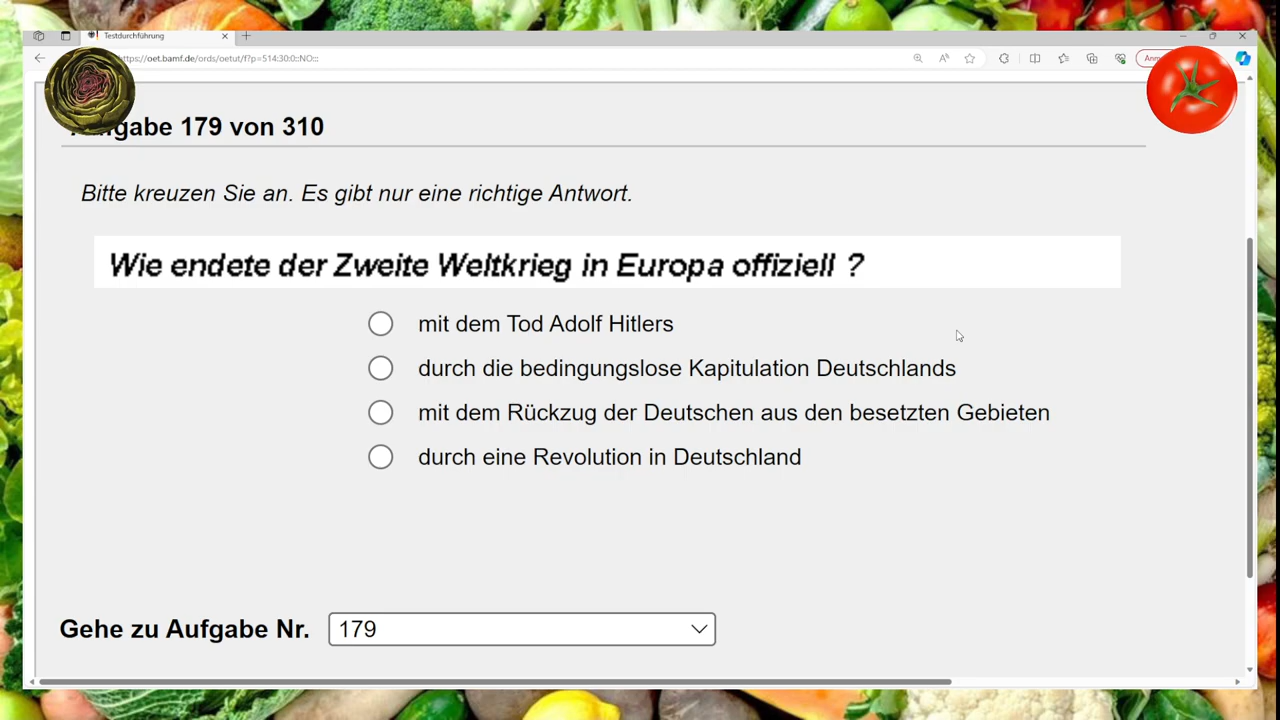 Testdurchführung
https://oet.bamf.de/ords/oetut/f?p=514:30:0::NO:::
179 von 310
Bitte kreuzen Sie an. Es gibt nur eine richtige Antwort.
Wie endete der Zweite Weltkrieg in Europa offiziell ?
mit dem Tod Adolf Hitlers
durch die bedingungslose Kapitulation Deutschlands
mit dem Rückzug der Deutschen aus den besetzten Gebieten
durch eine Revolution in Deutschland
Gehe zu Aufgabe Nr. 179